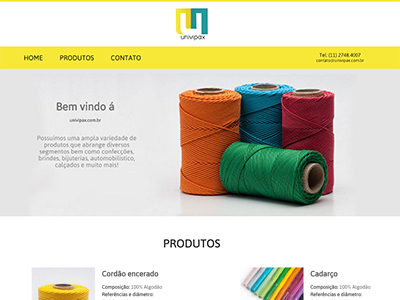 univipax
HOME PRODUTOS CONTATO
Tel: (11) 2748.4007
contato@univipax.com.br
Bem vindo á
univipax.com.br
Possuímos uma ampla variedade de
produtos que abrange diversos
segmentos bem como confecções,
brindes, bijuterias, automobilístico,
calçados e muito mais!
PRODUTOS
Cordão encerado
Composição: 100% Algodão
Referências e diâmetro:
Cadarço
Composição: 100% Algodão
Referências e diâmetro: